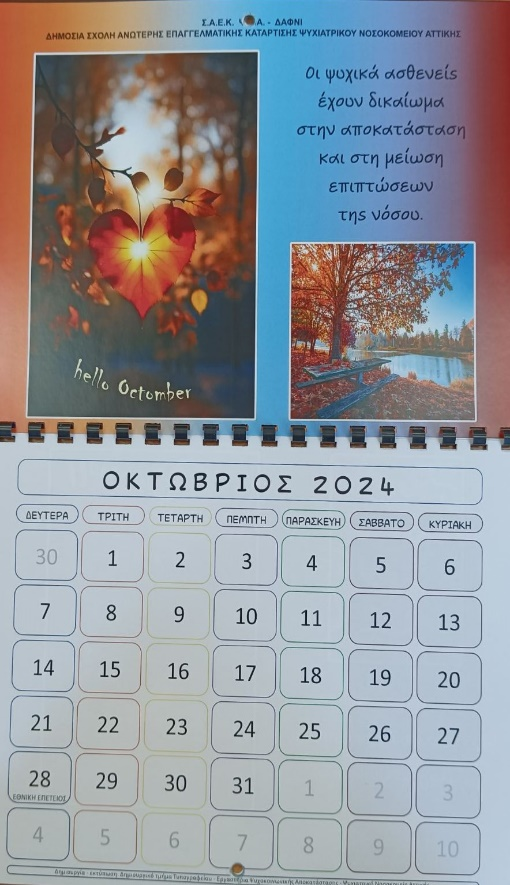 Σ.Α.Ε.Κ. Ψ.Ν.Α. - ΔΑΦΝΙ
ΔΗΜΟΣΙΑ ΣΧΟΛΗ ΑΝΩΤΕΡΗΣ ΕΠΑΓΓΕΛΜΑΤΙΚΗΣ ΚΑΤΑΡΤΙΣΗΣ ΨΥΧΙΑΤΡΙΚΟΥ ΝΟΣΟΚΟΜΕΙΟΥ ΑΤΤΙΚΗΣ
Οι ψυχικά ασθενείς
έχουν δικαίωμα
στην αποκατάσταση
και στη μείωση
επιπτώσεων
της νόσου.
hello Octomber
ΟΚΤΩΒΡΙΟΣ 2024
ΔΕΥΤΕΡΑ ΤΡΙΤΗ ΤΕΤΑΡΤΗ ΠΕΜΠΤΗ ΠΑΡΑΣΚΕΥΗ ΣΑΒΒΑΤΟ ΚΥΡΙΑΚΗ
30 1 2 3 4 5 6
7 8 9 10 11 12 13
14 15 16 17 18 19 20
21 22 23 24 25 26 27
28 29 30 31 1 2 3
ΕΘΝΙΚΗ ΕΠΕΤΕΙΟΣ
4 5 6 7 8 9 10